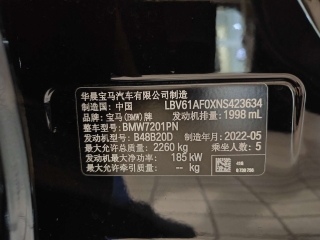 华晨宝马汽车有限公司制造
制造国: 中国 LBV61AF0XNS423634
品牌: 宝马(BMW)牌 发动机排量: 1998 mL
整车型号: BMW7201PN
发动机型号: B48B20D 制造年月: 2022-05
最大允许总质量: 2260 kg 乘坐人数: 5
发动机最大净功率: 185 kW
最大允许牵引质量: -- kg